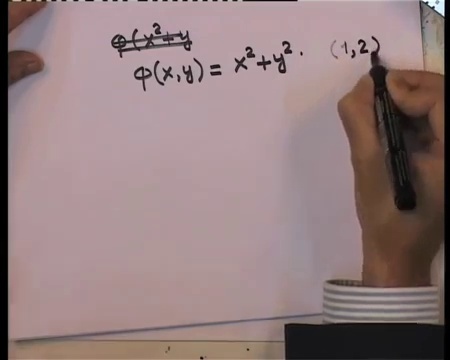 φ(x²+y
φ(x,y) = x²+y². (1,2)